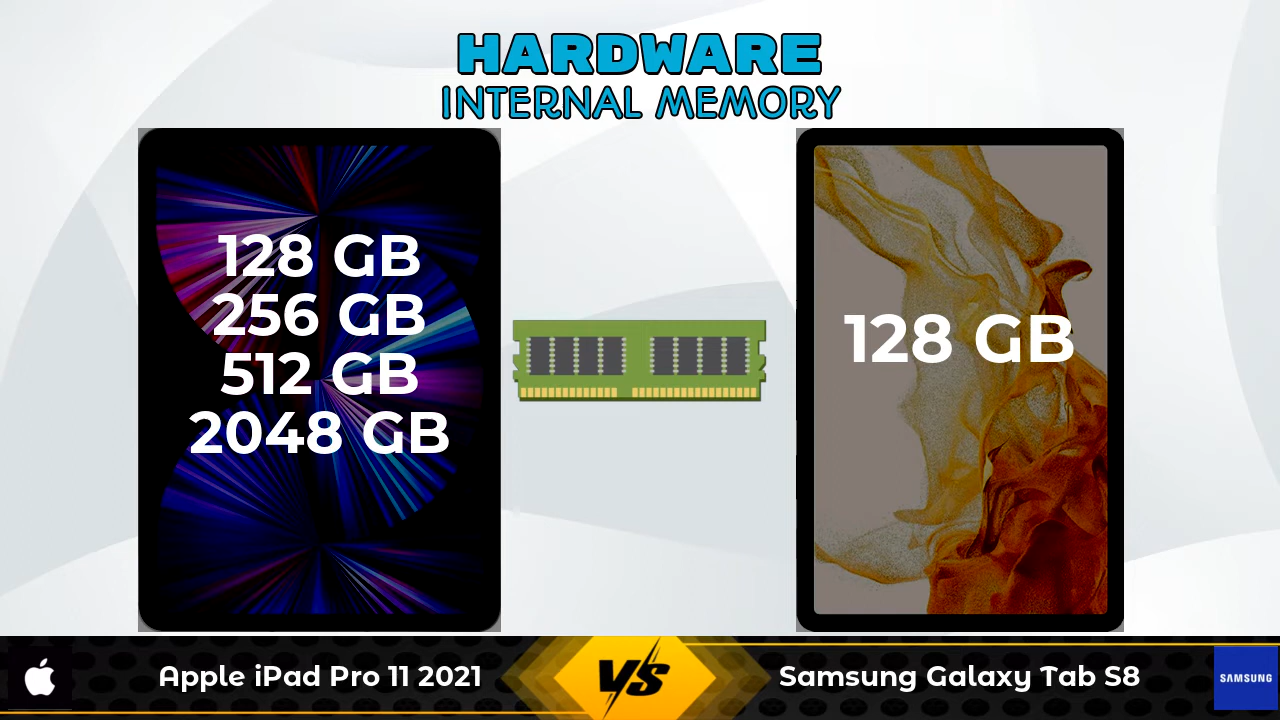 HARDWARE
INTERNAL MEMORY
128 GB
256 GB
512 GB
2048 GB
128 GB
Apple iPad Pro 11 2021
VS
Samsung Galaxy Tab S8
SAMSUNG